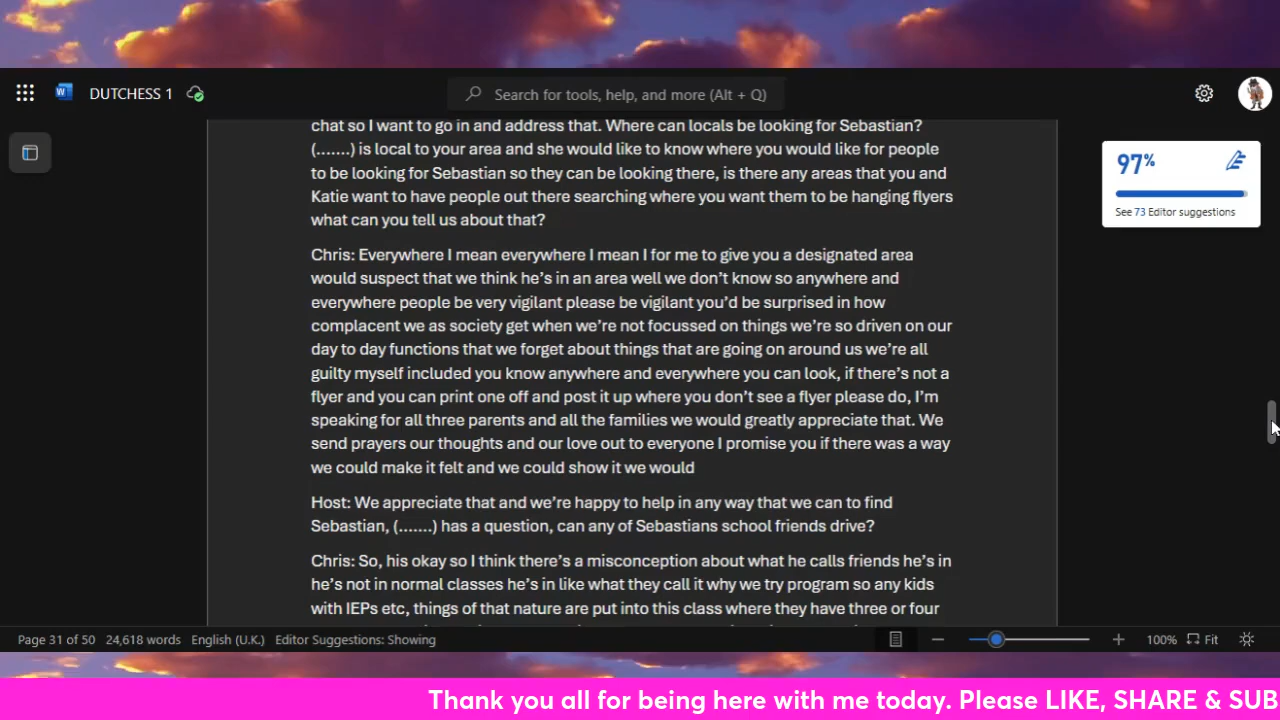 DUTCHESS 1
Search for tools, help, and more (Alt + Q)
97%
See 73 Editor suggestions
chat so I want to go in and address that. Where can locals be looking for Sebastian?
(.......) is local to your area and she would like to know where you would like for people
to be looking for Sebastian so they can be looking there, is there any areas that you and
Katie want to have people out there searching where you want them to be hanging flyers
what can you tell us about that?
Chris: Everywhere I mean everywhere I mean I for me to give you a designated area
would suspect that we think he’s in an area well we don’t know so anywhere and
everywhere people be very vigilant please be vigilant you’d be surprised in how
complacent we as society get when we’re not focussed on things we’re so driven on our
day to day functions that we forget about things that are going on around us we’re all
guilty myself included you know anywhere and everywhere you can look, if there’s not a
flyer and you can print one off and post it up where you don’t see a flyer please do, I’m
speaking for all three parents and all the families we would greatly appreciate that. We
send prayers our thoughts and our love out to everyone I promise you if there was a way
we could make it felt and we could show it we would
Host: We appreciate that and we’re happy to help in any way that we can to find
Sebastian, (.......) has a question, can any of Sebastians school friends drive?
Chris: So, his okay so I think there’s a misconception about what he calls friends he’s in
he’s not in normal classes he’s in like what they call it why we try program so any kids
with IEPs etc, things of that nature are put into this class where they have three or four
Page 31 of 50 24,618 words English (U.K.) Editor Suggestions: Showing 100% Fit
Thank you all for being here with me today. Please LIKE, SHARE & SUB